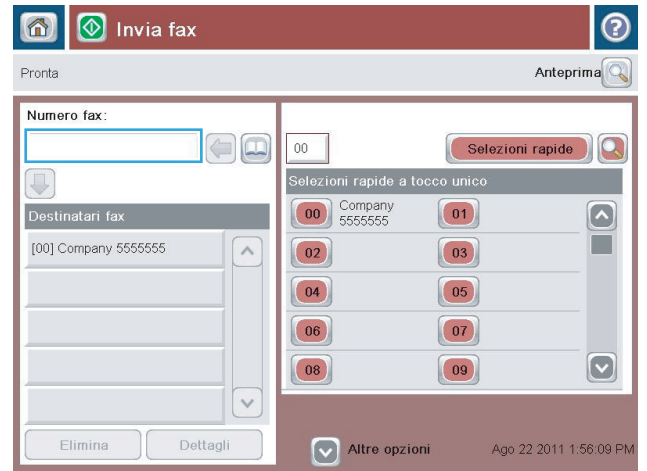 Invia fax
Pronta
Anteprima
Numero fax:
00
Selezioni rapide
Selezioni rapide a tocco unico
00 Company 5555555
01
02
03
04
05
06
07
08
09
Destinatari fax
[00] Company 5555555
Elimina
Dettagli
Altre opzioni
Ago 22 2011 1:56:09 PM